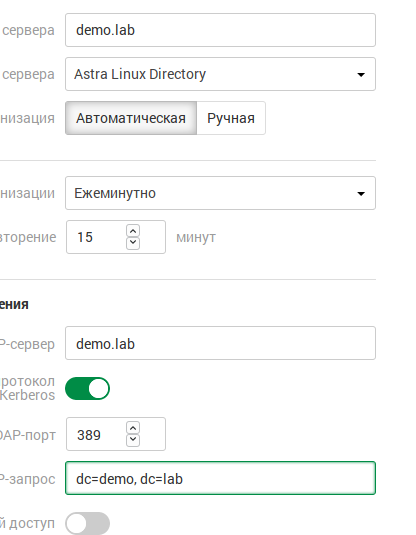 сервера demo.lab
сервера Astra Linux Directory
низация Автоматическая Ручная
низации Ежеминутно
вторение 15 минут
ения
Р-сервер demo.lab
ротокол
Kerberos
DAP-порт 389
Р-запрос dc=demo, dc=lab
й доступ